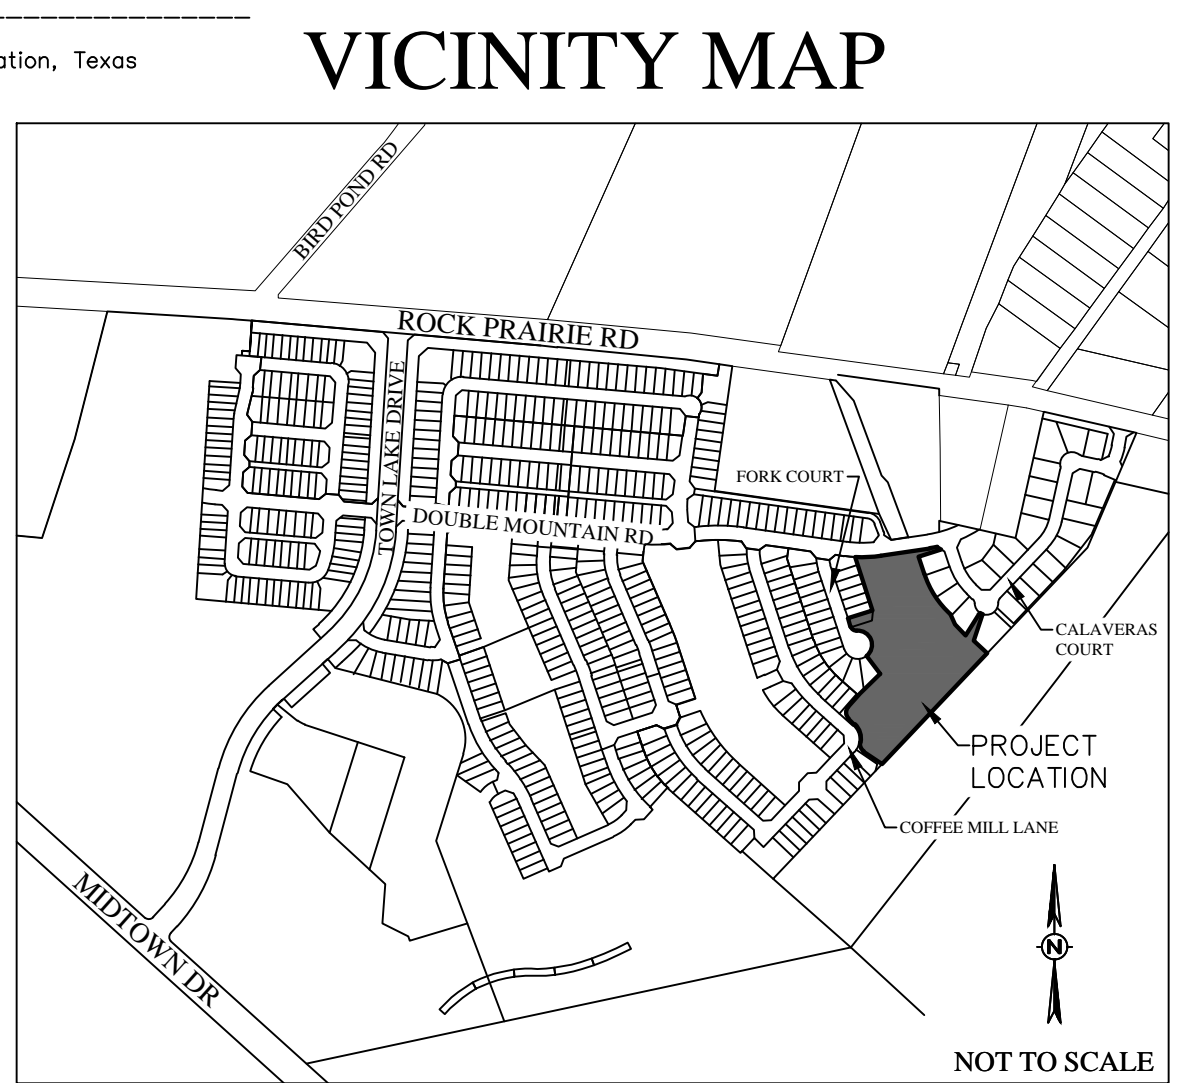 ation, Texas
VICINITY MAP
BIRD POND RD
ROCK PRAIRIE RD
TOWN LAKE DRIVE
FORK COURT
DOUBLE MOUNTAIN RD
CALAVERAS
COURT
PROJECT
LOCATION
COFFEE MILL LANE
MIDTOWN DR
N
NOT TO SCALE